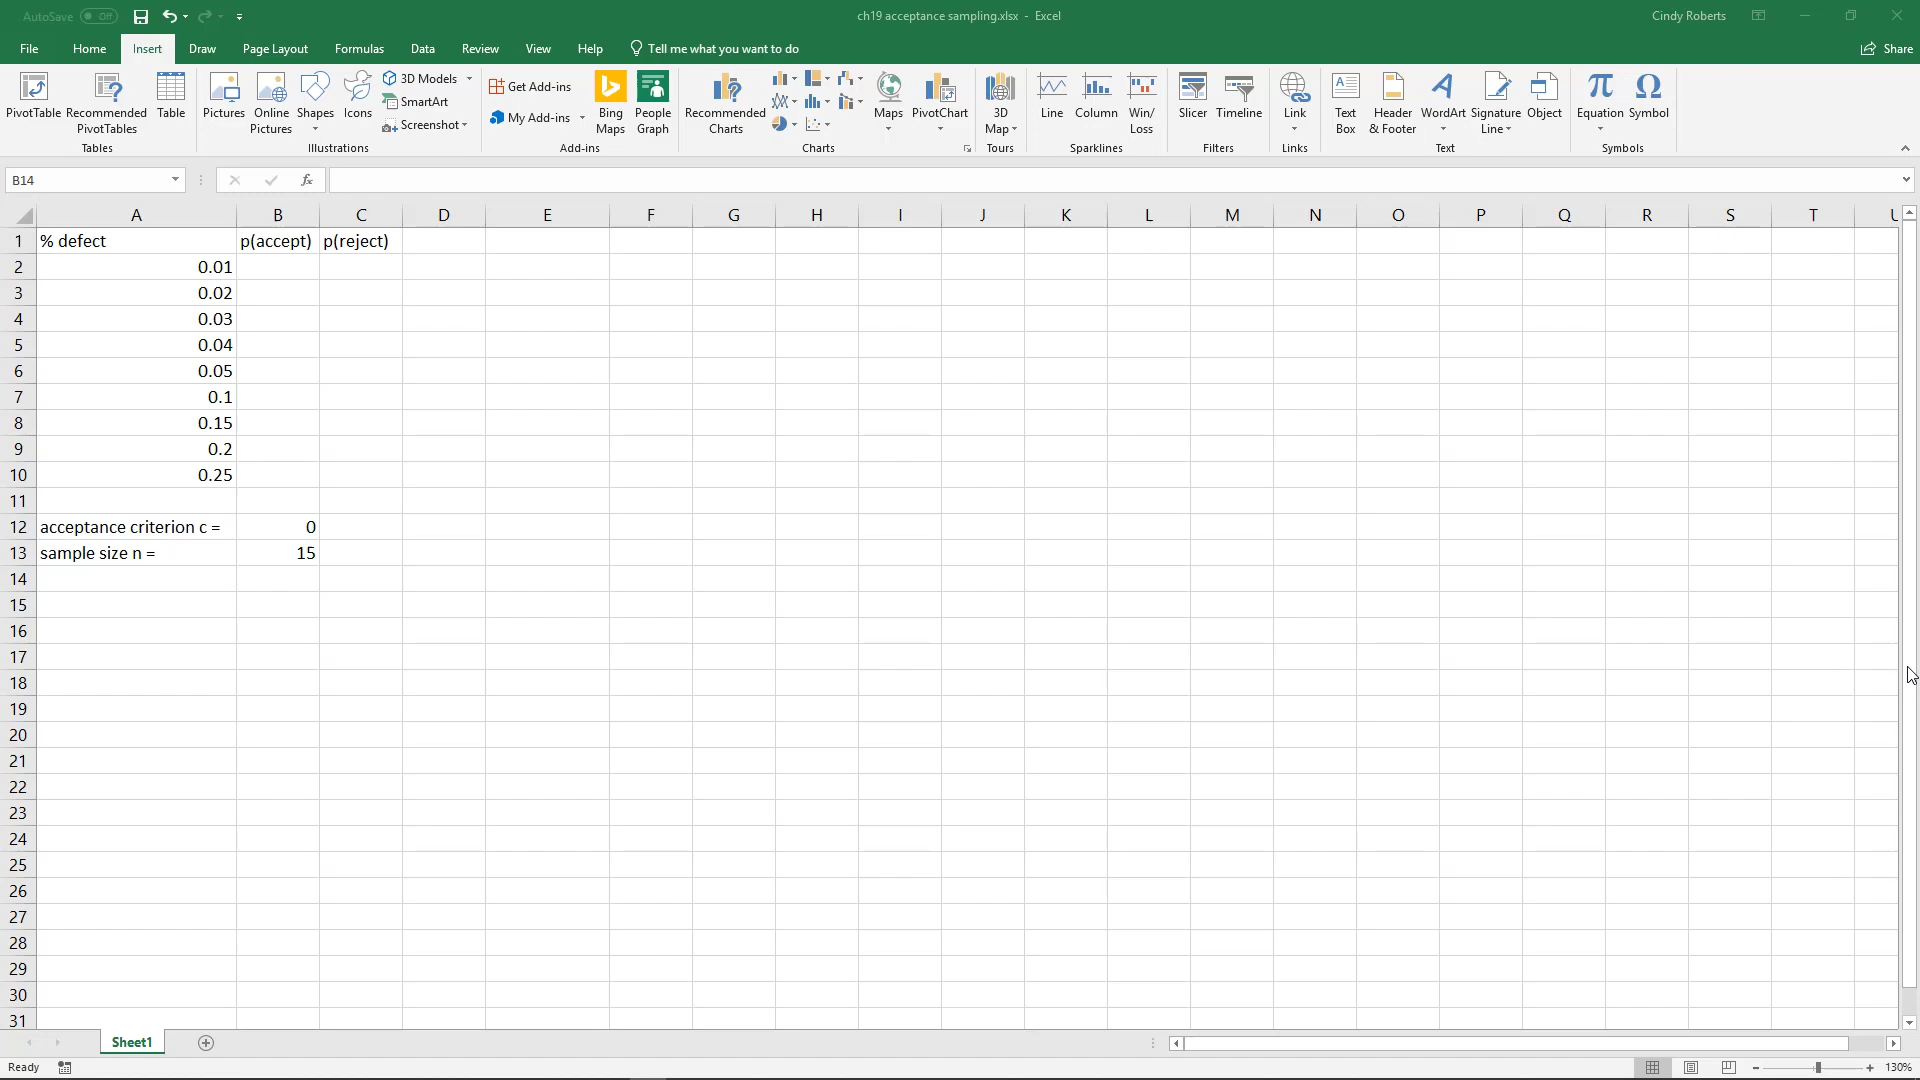 AutoSave Off
ch19 acceptance sampling.xlsx - Excel
Cindy Roberts
File Home Insert Draw Page Layout Formulas Data Review View Help Tell me what you want to do Share
PivotTable
Recommended PivotTables
Table
Tables
Pictures
Online Pictures
Shapes
Icons
3D Models
SmartArt
Screenshot
Illustrations
Get Add-ins
My Add-ins
Bing Maps
People Graph
Add-ins
Recommended Charts
Maps
PivotChart
Charts
3D Map
Tours
Line
Column
Win/Loss
Sparklines
Slicer
Timeline
Filters
Link
Links
Text Box
Header & Footer
WordArt
Signature Line
Object
Text
Equation
Symbol
Symbols
B14
fx
A B C D E F G H I J K L M N O P Q R S T U
1 % defect p(accept) p(reject)
2 0.01
3 0.02
4 0.03
5 0.04
6 0.05
7 0.1
8 0.15
9 0.2
10 0.25
11
12 acceptance criterion c = 0
13 sample size n = 15
14
15
16
17
18
19
20
21
22
23
24
25
26
27
28
29
30
31
Sheet1
Ready
130%